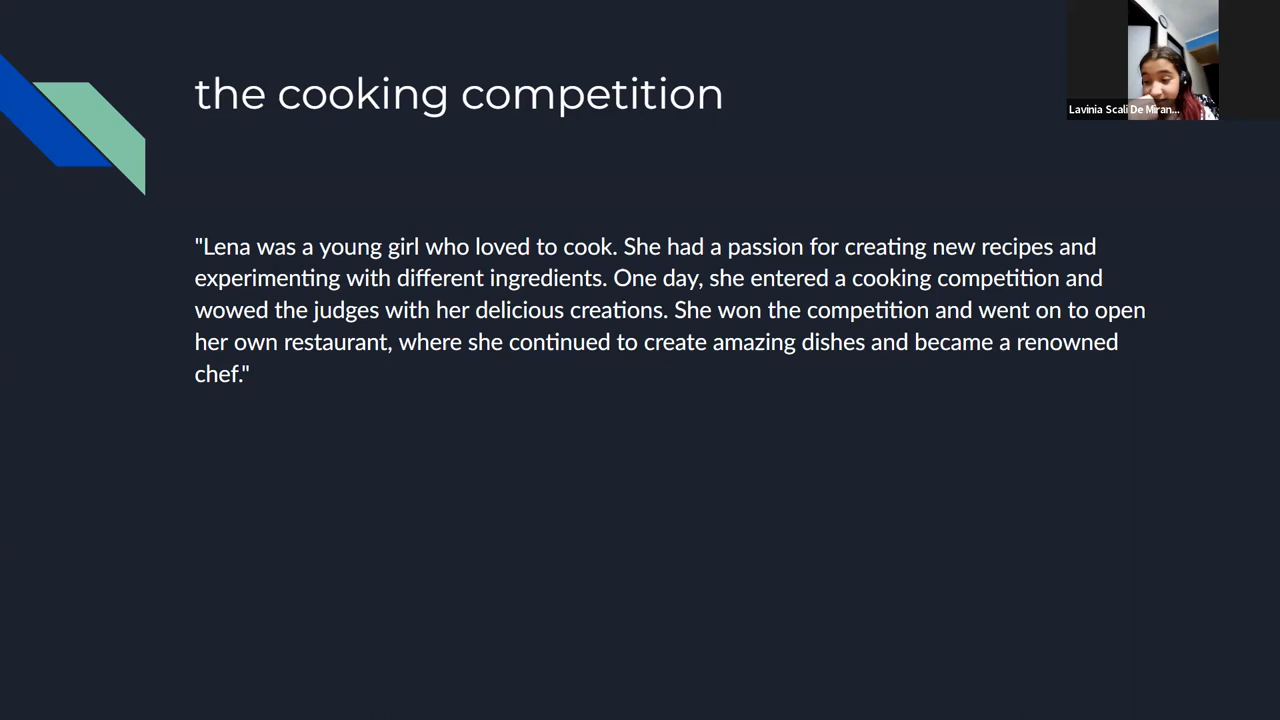 the cooking competition
Lavinia Scali De Miran...
"Lena was a young girl who loved to cook. She had a passion for creating new recipes and
experimenting with different ingredients. One day, she entered a cooking competition and
wowed the judges with her delicious creations. She won the competition and went on to open
her own restaurant, where she continued to create amazing dishes and became a renowned
chef."